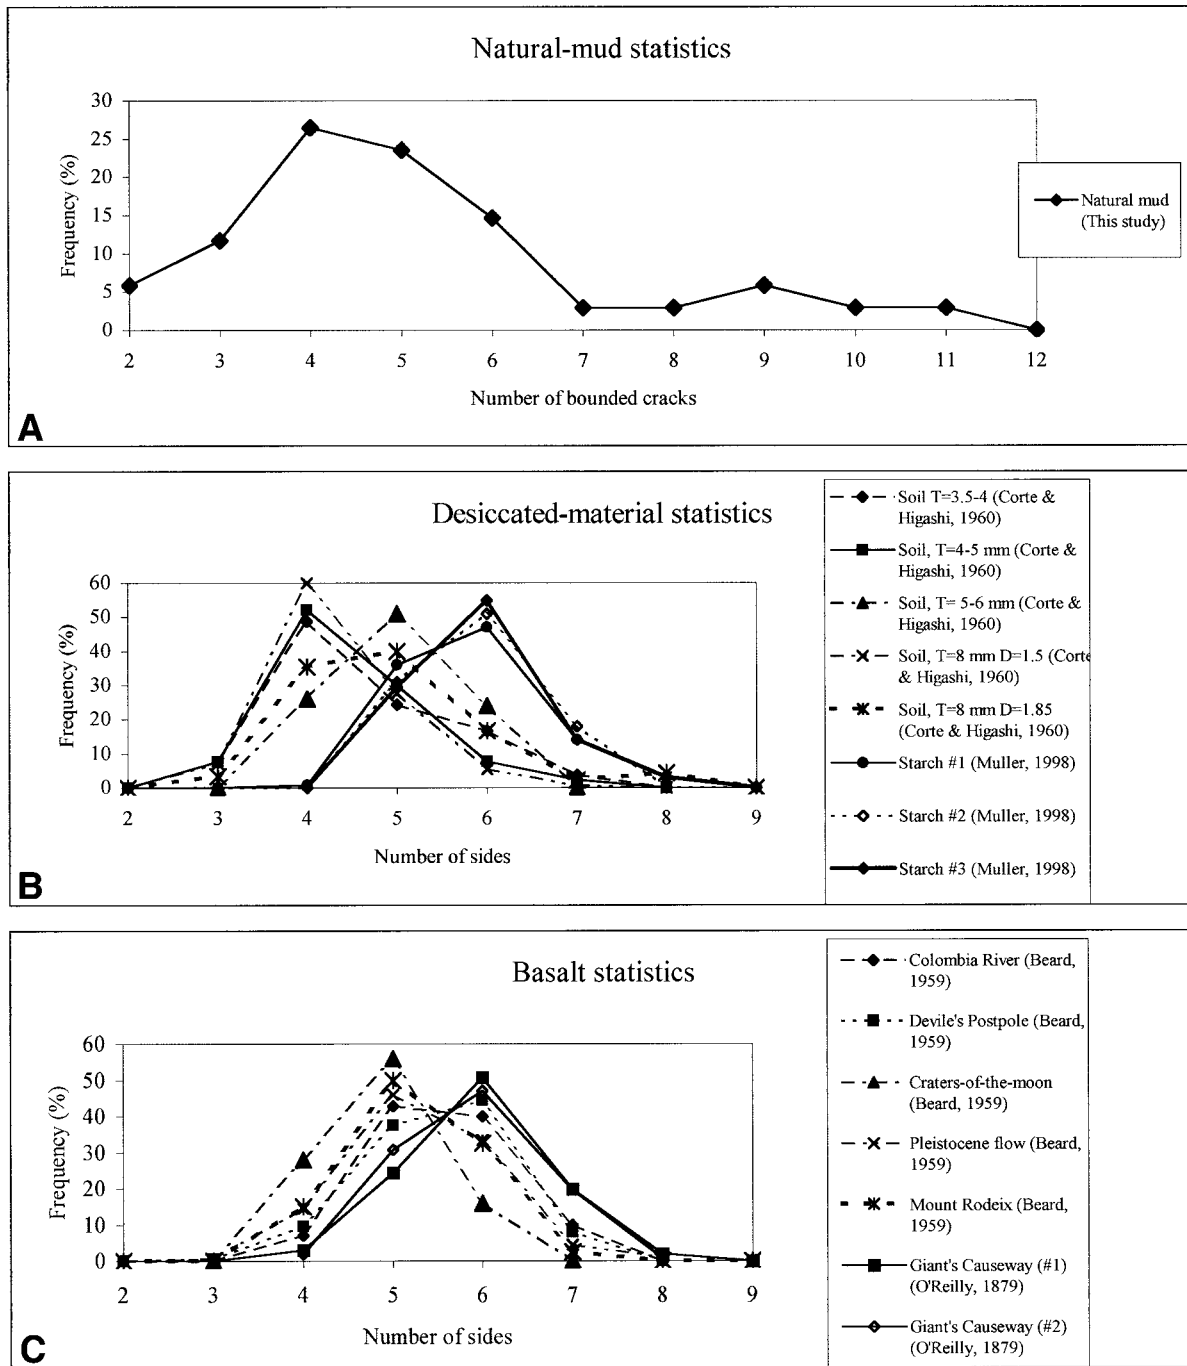 Natural-mud statistics
30
25
20
15
10
5
0
Frequency (%)
2 3 4 5 6 7 8 9 10 11 12
Number of bounded cracks
Natural mud
(This study)
A
Desiccated-material statistics
60
50
40
30
20
10
0
Frequency (%)
2 3 4 5 6 7 8 9
Number of sides
Soil T=3.5-4 (Corte &
Higashi, 1960)
Soil, T=4-5 mm (Corte &
Higashi, 1960)
Soil, T= 5-6 mm (Corte &
Higashi, 1960)
Soil, T=8 mm D=1.5 (Corte
& Higashi, 1960)
Soil, T=8 mm D=1.85
(Corte & Higashi, 1960)
Starch #1 (Muller, 1998)
Starch #2 (Muller, 1998)
Starch #3 (Muller, 1998)
B
Basalt statistics
60
50
40
30
20
10
0
Frequency (%)
2 3 4 5 6 7 8 9
Number of sides
Colombia River (Beard,
1959)
Devile's Postpole (Beard,
1959)
Craters-of-the-moon
(Beard, 1959)
Pleistocene flow (Beard,
1959)
Mount Rodeix (Beard,
1959)
Giant's Causeway (#1)
(O'Reilly, 1879)
Giant's Causeway (#2)
(O'Reilly, 1879)
C